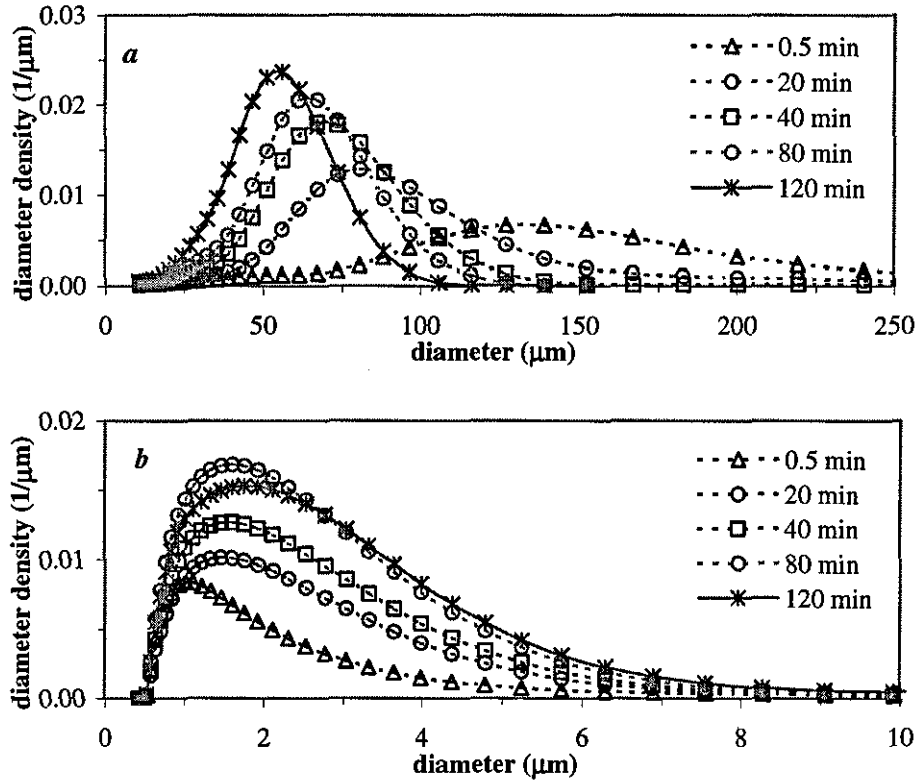 a
diameter density (1/μm)
0.03
0.02
0.01
0.00
0.5 min
20 min
40 min
80 min
120 min
0
50
100
150
200
250
diameter (μm)
b
diameter density (1/μm)
0.02
0.01
0.00
0.5 min
20 min
40 min
80 min
120 min
0
2
4
6
8
10
diameter (μm)